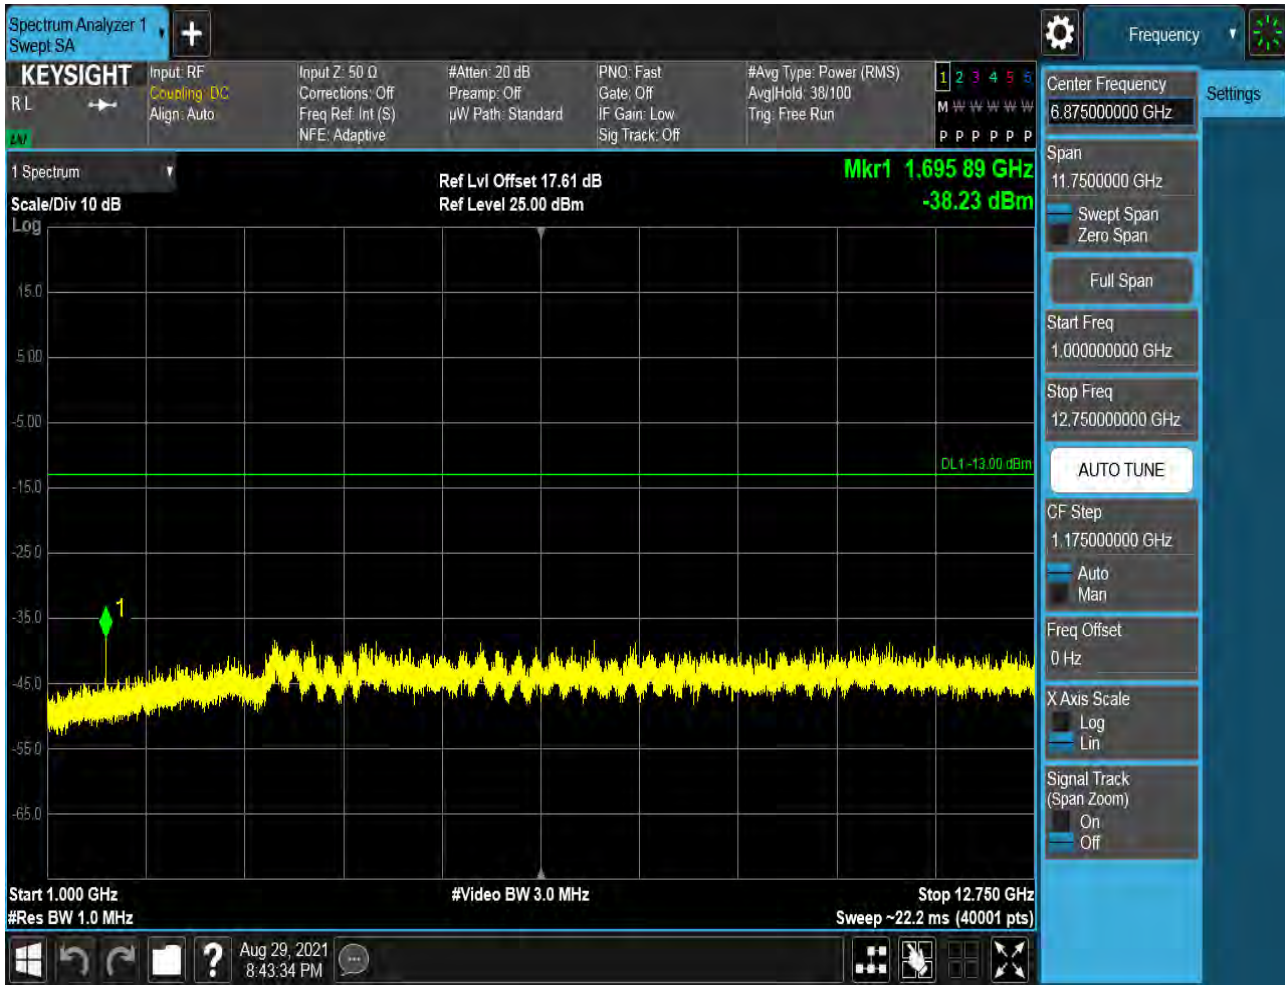 Spectrum Analyzer 1
Swept SA
Frequency
KEYSIGHT
R L
Input: RF
Coupling: DC
Align: Auto
Input Z: 50 Ω
Corrections: Off
Freq Ref: Int (S)
NFE: Adaptive
#Atten: 20 dB
Preamp: Off
µW Path: Standard
PNO: Fast
Gate: Off
IF Gain: Low
Sig Track: Off
#Avg Type: Power (RMS)
Avg|Hold: 38/100
Trig: Free Run
1 2 3 4 5 6
M W W W W W
P P P P P P
1 Spectrum
Scale/Div 10 dB
Log
Ref Lvl Offset 17.61 dB
Ref Level 25.00 dBm
Mkr1 1.695 89 GHz
-38.23 dBm
15.0
5.00
-5.00
DL1 -13.00 dBm
-15.0
-25.0
1
-35.0
-45.0
-55.0
-65.0
Start 1.000 GHz
#Res BW 1.0 MHz
#Video BW 3.0 MHz
Stop 12.750 GHz
Sweep ~22.2 ms (40001 pts)
Center Frequency
6.875000000 GHz
Settings
Span
11.7500000 GHz
Swept Span
Zero Span
Full Span
Start Freq
1.000000000 GHz
Stop Freq
12.750000000 GHz
AUTO TUNE
CF Step
1.175000000 GHz
Auto
Man
Freq Offset
0 Hz
X Axis Scale
Log
Lin
Signal Track
(Span Zoom)
On
Off
?
Aug 29, 2021
8:43:34 PM